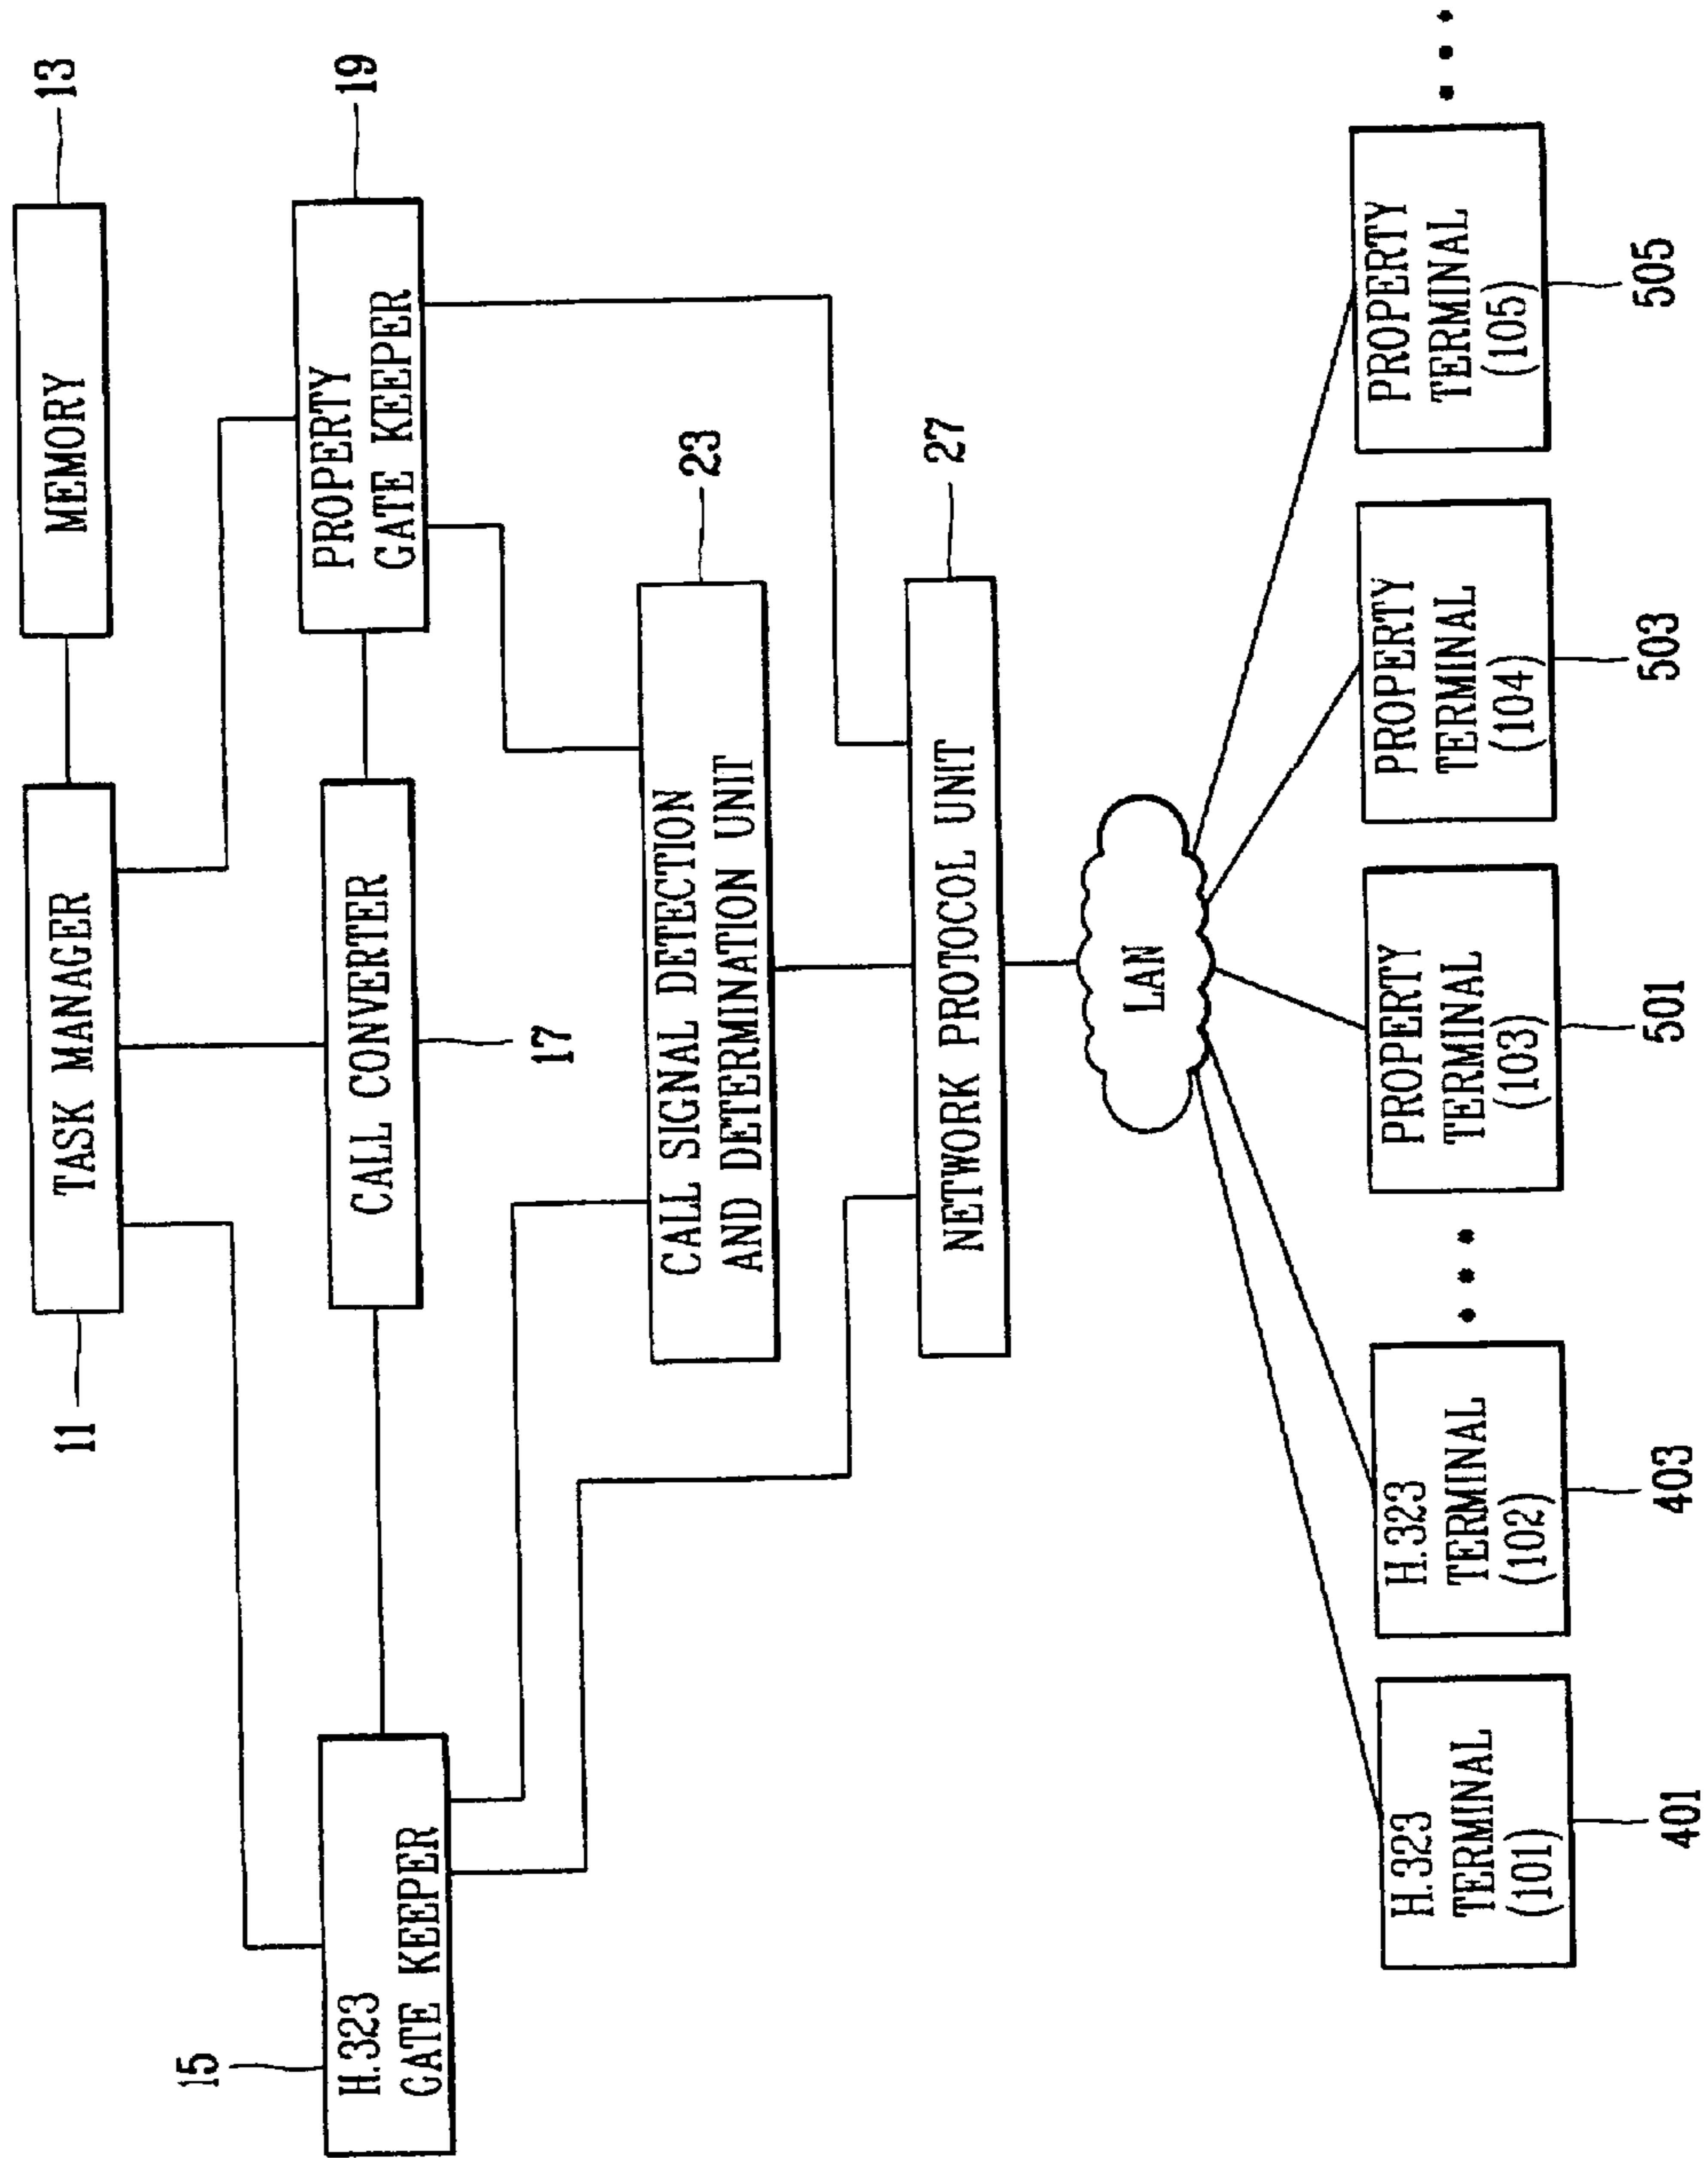 11
TASK MANAGER
MEMORY
13
15
H.323
GATE KEEPER
CALL CONVERTER
17
PROPERTY
GATE KEEPER
19
CALL SIGNAL DETECTION
AND DETERMINATION UNIT
23
NETWORK PROTOCOL UNIT
27
LAN
H.323
TERMINAL
(101)
401
H.323
TERMINAL
(102)
403
PROPERTY
TERMINAL
(103)
501
PROPERTY
TERMINAL
(104)
503
PROPERTY
TERMINAL
(105)
505